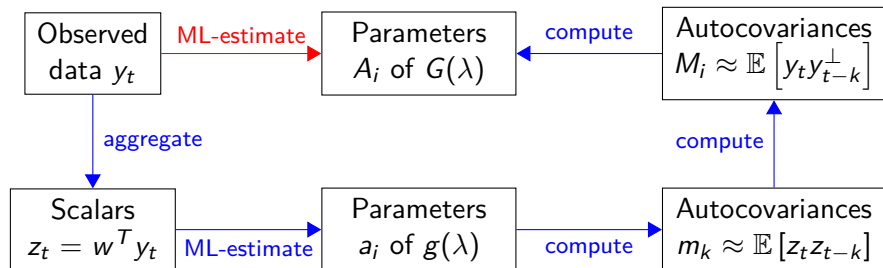 Observed
data y_t
ML-estimate
Parameters
A_i of G(λ)
compute
Autocovariances
M_i ≈ 𝔼 [y_t y_{t−k}^⊥]
aggregate
compute
Scalars
z_t = w^T y_t
ML-estimate
Parameters
a_i of g(λ)
compute
Autocovariances
m_k ≈ 𝔼 [z_t z_{t−k}]